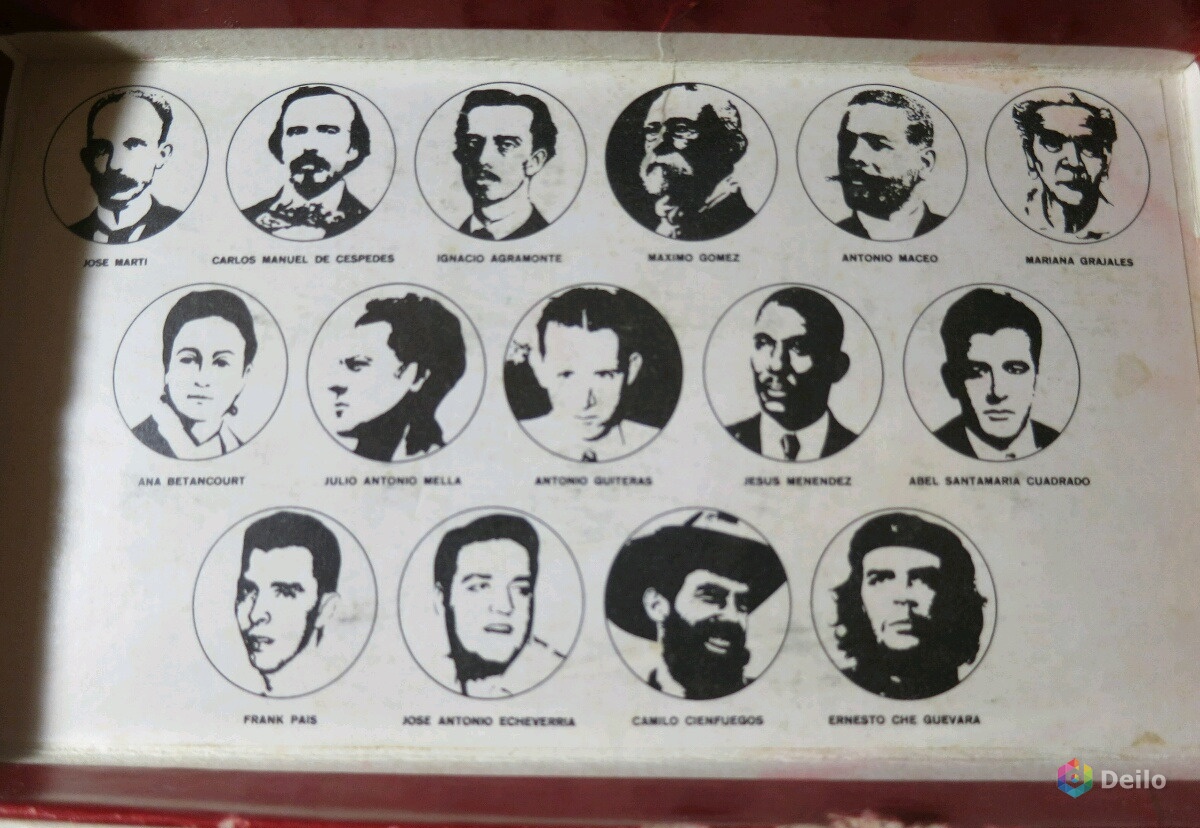 JOSE MARTI
CARLOS MANUEL DE CESPEDES
IGNACIO AGRAMONTE
MAXIMO GOMEZ
ANTONIO MACEO
MARIANA GRAJALES
ANA BETANCOURT
JULIO ANTONIO MELLA
ANTONIO GUITERAS
JESUS MENENDEZ
ABEL SANTAMARIA CUADRADO
FRANK PAIS
JOSE ANTONIO ECHEVERRIA
CAMILO CIENFUEGOS
ERNESTO CHE GUEVARA
Deilo